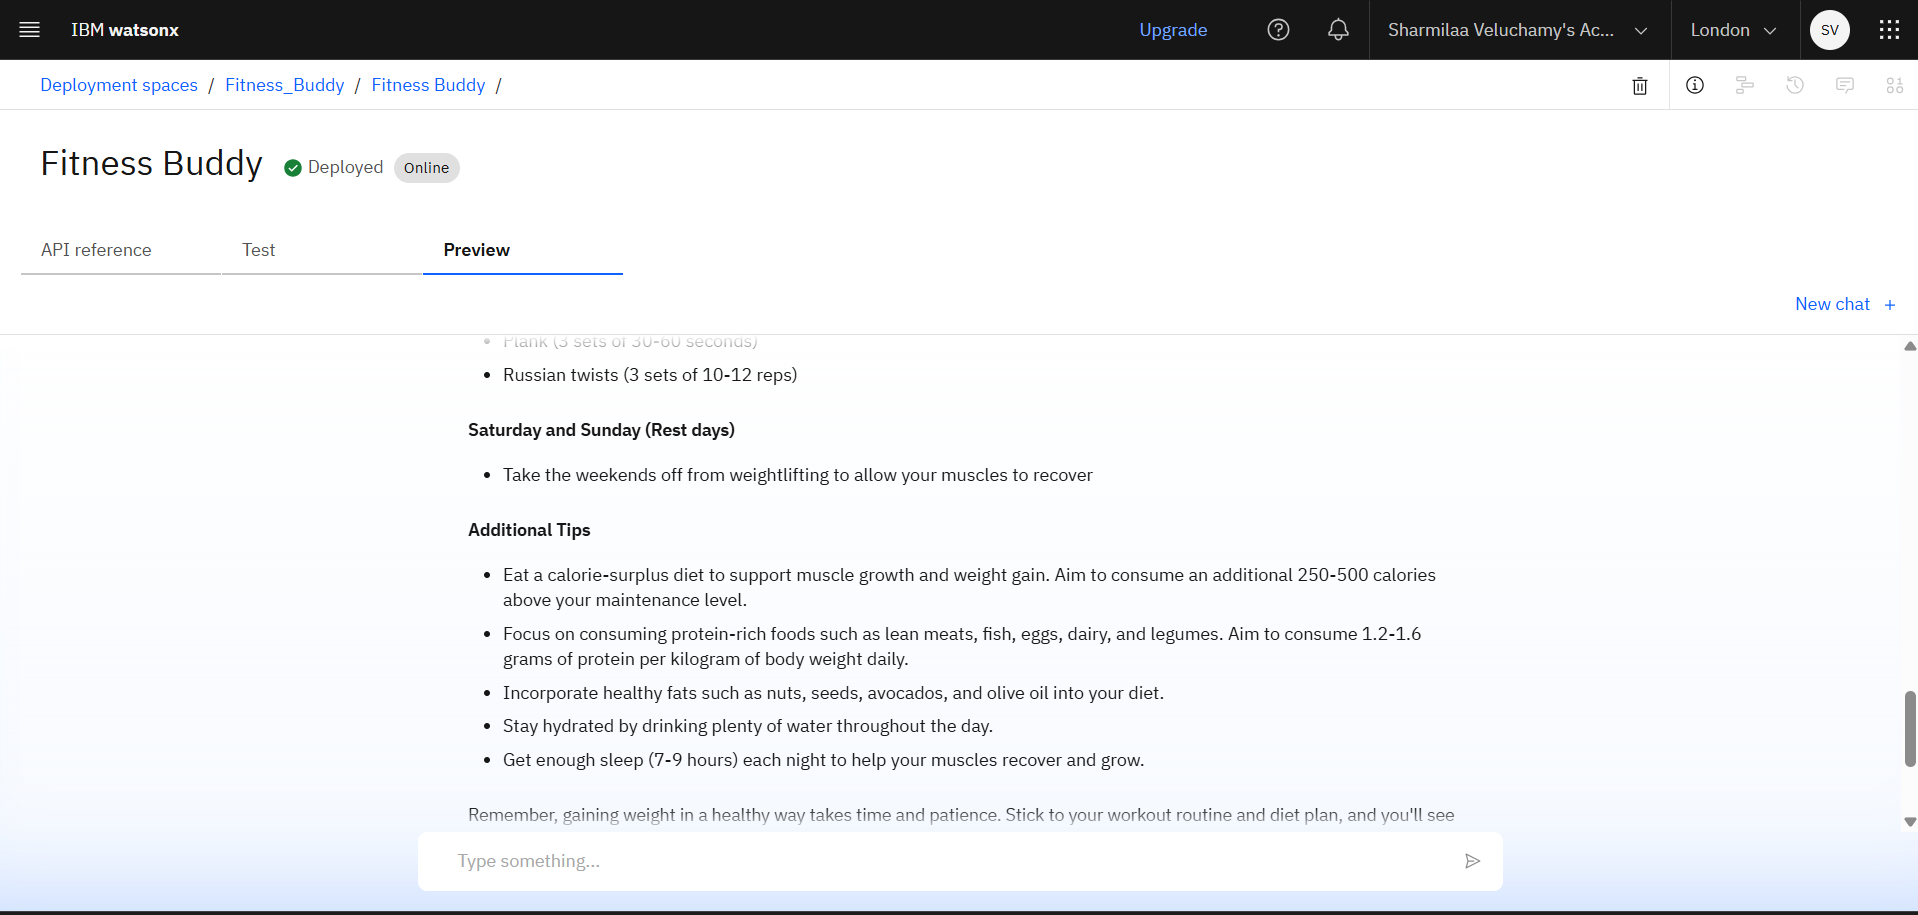 IBM watsonx
Upgrade
Sharmilaa Veluchamy's Ac...
London
SV
Deployment spaces / Fitness_Buddy / Fitness Buddy /
Fitness Buddy
Deployed
Online
API reference
Test
Preview
New chat +
• Plank (3 sets of 30-60 seconds)
• Russian twists (3 sets of 10-12 reps)
Saturday and Sunday (Rest days)
• Take the weekends off from weightlifting to allow your muscles to recover
Additional Tips
• Eat a calorie-surplus diet to support muscle growth and weight gain. Aim to consume an additional 250-500 calories
above your maintenance level.
• Focus on consuming protein-rich foods such as lean meats, fish, eggs, dairy, and legumes. Aim to consume 1.2-1.6
grams of protein per kilogram of body weight daily.
• Incorporate healthy fats such as nuts, seeds, avocados, and olive oil into your diet.
• Stay hydrated by drinking plenty of water throughout the day.
• Get enough sleep (7-9 hours) each night to help your muscles recover and grow.
Remember, gaining weight in a healthy way takes time and patience. Stick to your workout routine and diet plan, and you'll see
Type something...